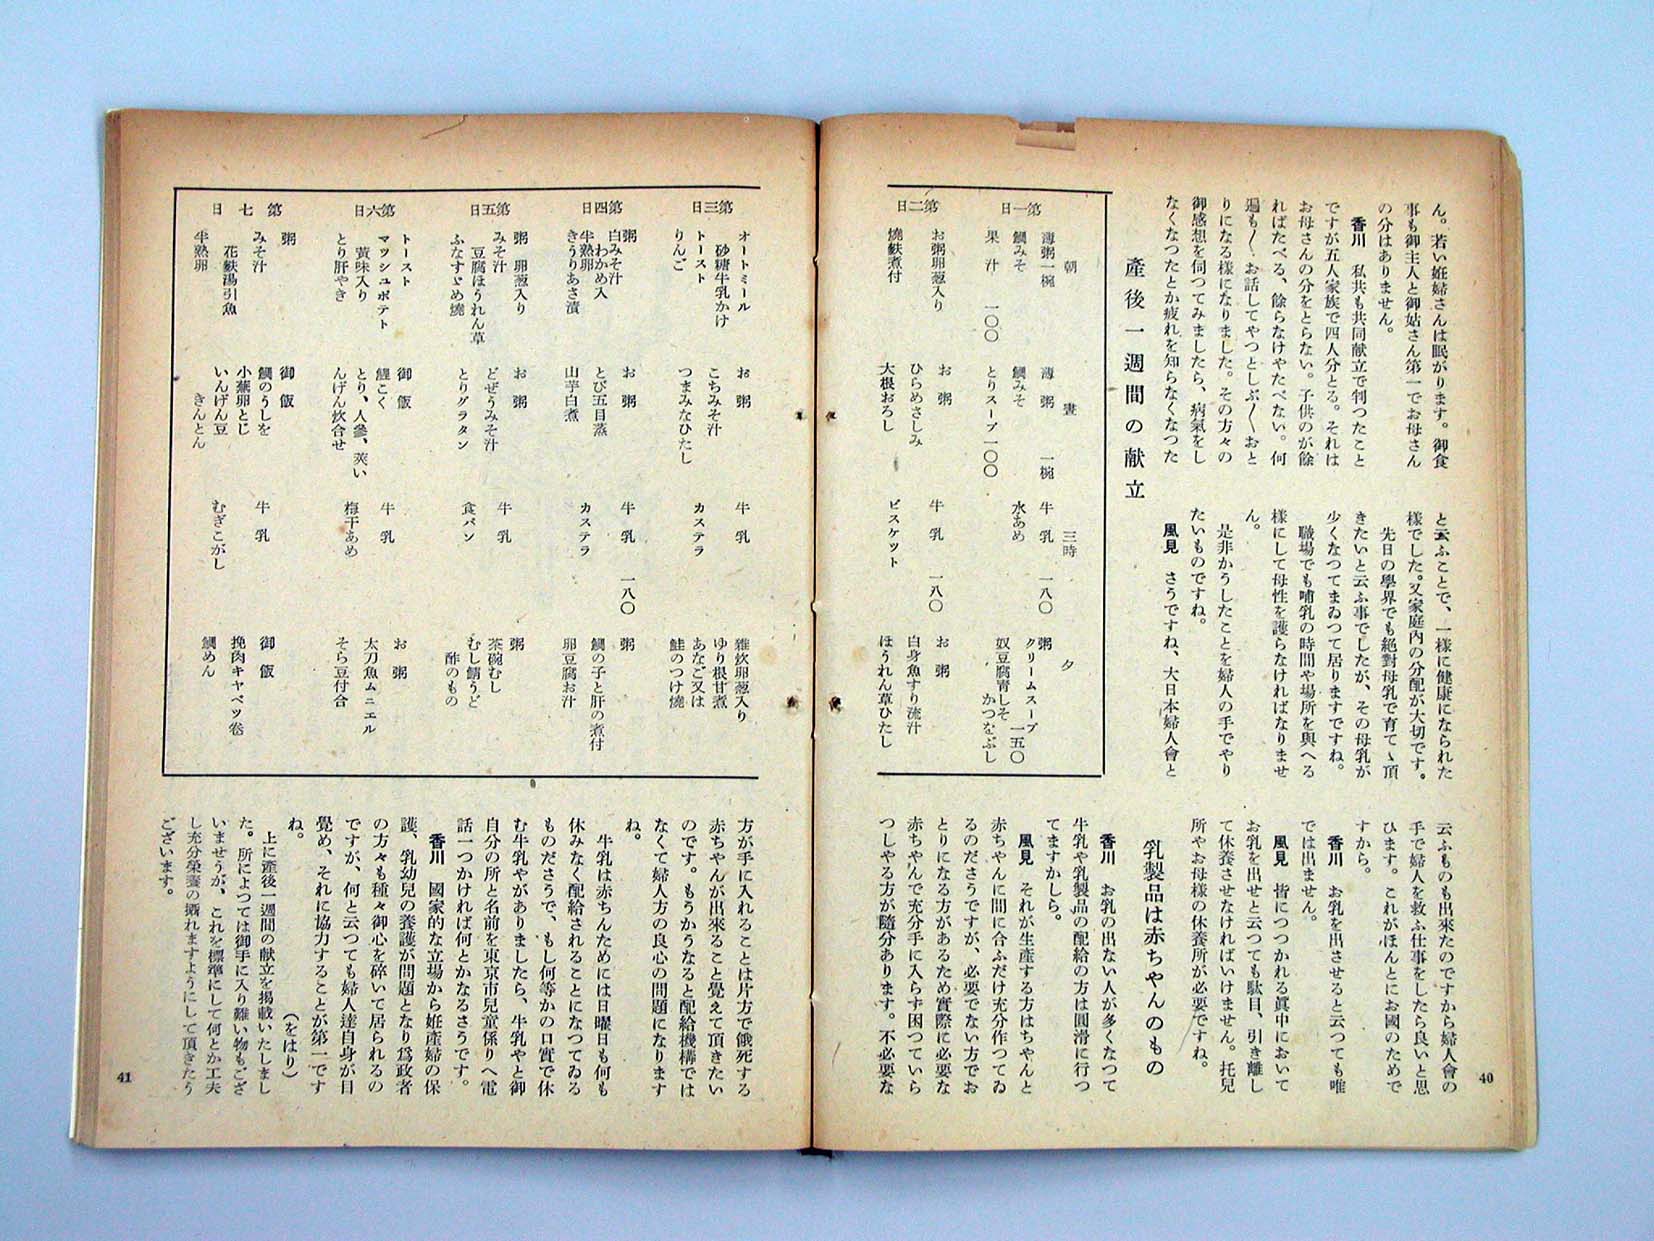 ん。若い姙婦さんは眠がります。御食
事も御主人と御姑さん第一でお母さん
の分はありません。
香川　私共も共同献立で判つたこと
ですが五人家族で四人分とる。それは
お母さんの分をとらない。子供のが餘
ればたべる、餘らなけやたべない。何
遍も〳〵お話してやつとしぶ〳〵おと
りになる樣になりました。その方々の
御感想を伺つてみましたら、病氣をし
なくなつたとか疲れを知らなくなつた
と云ふことで、一樣に健康になられた
樣でした。又家庭內の分配が大切です。
先日の學界でも絕對母乳で育てゝ頂
きたいと云ふ事でしたが、その母乳が
少くなつてまゐつて居りますですね。
職場でも哺乳の時間や場所を與へる
樣にして母性を護らなければなりませ
ん。
是非かうしたことを婦人の手でやり
たいものですね。
風見　さうですね、大日本婦人會と
云ふものも出來たのですから婦人會の
手で婦人を救ふ仕事をしたら良いと思
ひます。これがほんとにお國のためで
すから。
香川　お乳を出させると云つても唯
では出ません。
風見　皆につつかれる眞中において
お乳を出せと云つても駄目、引き離し
て休養させなければいけません。托兒
所やお母樣の休養所が必要ですね。
乳製品は赤ちやんのもの
香川　お乳の出ない人が多くなつて
牛乳や乳製品の配給の方は圓滑に行つ
てますかしら。
風見　それが生產する方はちやんと
赤ちやんに間に合ふだけ充分作つてゐ
るのださうですが、必要でない方でお
とりになる方があるため實際に必要な
赤ちやんで充分手に入らず困つていら
つしやる方が隨分あります。不必要な
產後一週間の献立
朝　晝　三時　夕
第一日
薄粥一椀
鯛みそ
果汁　一〇〇
薄粥　一椀
鯛みそ
とりスープ一〇〇
牛乳　一八〇
水あめ
粥
クリームスープ　一五〇
奴豆腐靑しそ
かつをぶし
第二日
お粥卵葱入り
燒麩煮付
お粥
ひらめさしみ
大根おろし
牛乳　一八〇
ビスケット
お粥
白身魚すり流汁
ほうれん草ひたし
40
第三日
オートミール
砂糖牛乳かけ
トースト
りんご
お粥
こちみそ汁
つまみなひたし
牛乳
カステラ
雜炊卵葱入り
ゆり根甘煮
あなご又は
鮭のつけ燒
第四日
粥
白みそ汁
わかめ入
半熟卵
きうりあさ漬
お粥
とび五目蒸
山芋白煮
牛乳　一八〇
カステラ
粥
鯛の子と肝の煮付
卵豆腐お汁
第五日
粥　卵葱入り
みそ汁
豆腐ほうれん草
ふなすゞめ燒
お粥
どぜうみそ汁
とりグラタン
牛乳
食パン
粥
茶碗むし
むし鯖うど
酢のもの
第六日
トースト
マッシュポテト
黃味入り
とり肝やき
御飯
鯉こく
とり、人參、莢い
んげん炊合せ
牛乳
梅干あめ
お粥
太刀魚ムニエル
そら豆付合
第七日
粥
みそ汁
花麩湯引魚
半熟卵
御飯
鯛のうしを
小蕪卵とじ
いんげん豆
きんとん
牛乳
むぎこがし
御飯
挽肉キャベツ卷
鯛めん
方が手に入れることは片方で餓死する
赤ちやんが出來ること覺えて頂きたい
のです。もうかうなると配給機構では
なくて婦人方の良心の問題になります
ね。
牛乳は赤ちんためには日曜日も何も
休みなく配給されることになつてゐる
ものださうで、もし何等かの口實で休
む牛乳やがありましたら、牛乳やと御
自分の所と名前を東京市兒童係りへ電
話一つかければ何とかなるさうです。
香川　國家的な立場から姙產婦の保
護、乳幼兒の養護が問題となり爲政者
の方々も種々御心を碎いて居られるの
ですが、何と云つても婦人達自身が目
覺め、それに協力することが第一です
ね。
（をはり）
上に產後一週間の献立を掲載いたしまし
た。所によつては御手に入り難い物もござ
いませうが、これを標準にして何とか工夫
し充分榮養の攝れますようにして頂きたう
ございます。
41